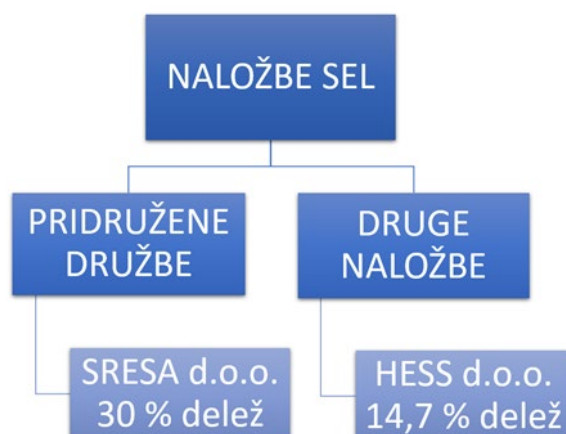 NALOŽBE SEL
PRIDRUŽENE
DRUŽBE
DRUGE
NALOŽBE
SRESA d.o.o.
30 % delež
HESS d.o.o.
14,7 % delež